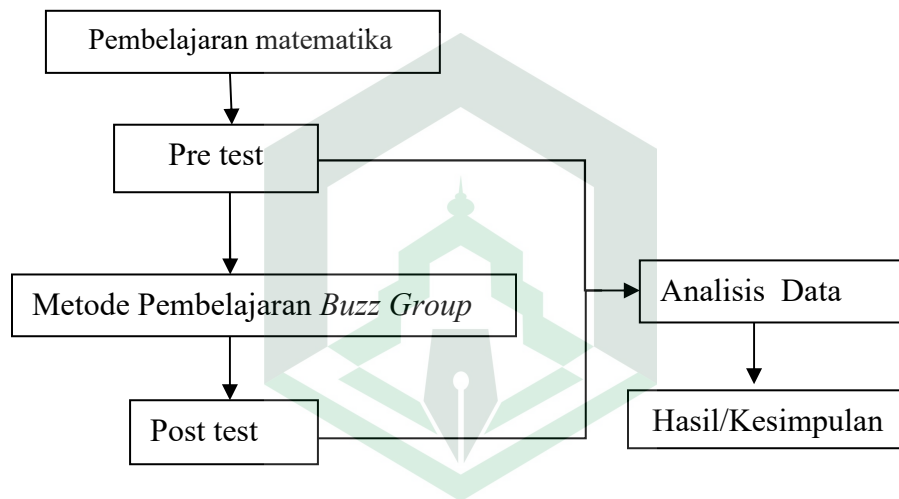 Pembelajaran matematika
Pre test
Metode Pembelajaran Buzz Group
Post test
Analisis Data
Hasil/Kesimpulan